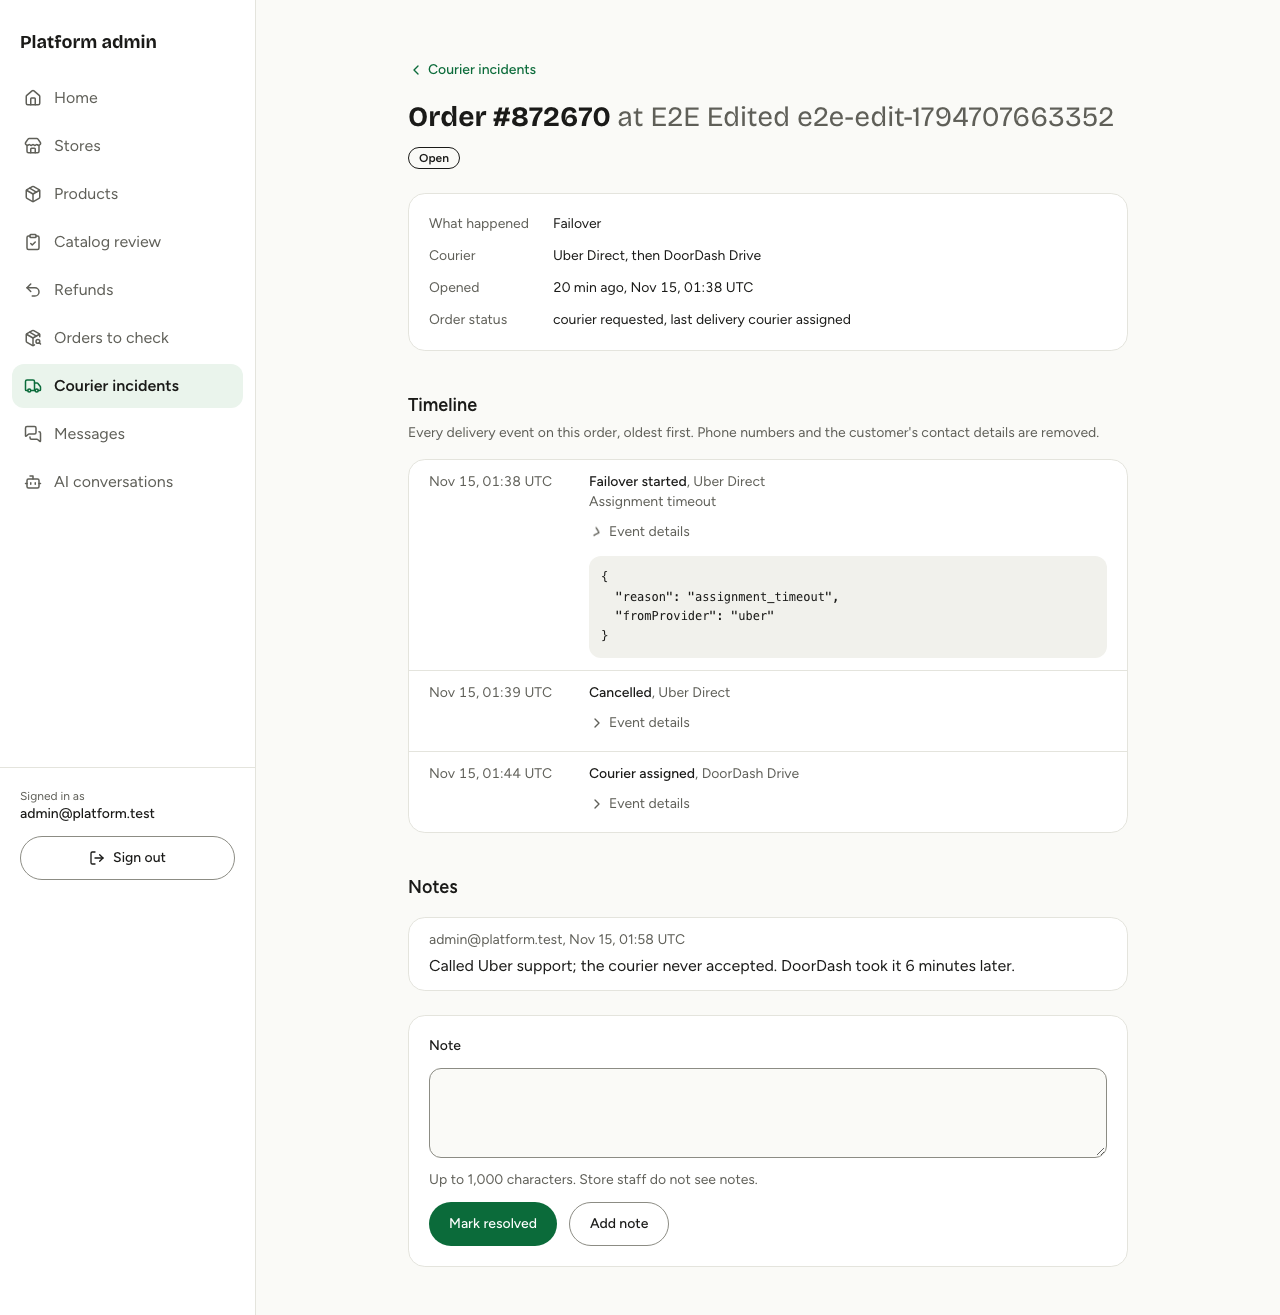 Platform admin
Home
Stores
Products
Catalog review
Refunds
Orders to check
Courier incidents
Messages
AI conversations
Signed in as
admin@platform.test
Sign out
Courier incidents
Order #872670 at E2E Edited e2e-edit-1794707663352
Open
What happened Failover
Courier Uber Direct, then DoorDash Drive
Opened 20 min ago, Nov 15, 01:38 UTC
Order status courier requested, last delivery courier assigned
Timeline
Every delivery event on this order, oldest first. Phone numbers and the customer's contact details are removed.
Nov 15, 01:38 UTC Failover started, Uber Direct
Assignment timeout
Event details
{
  "reason": "assignment_timeout",
  "fromProvider": "uber"
}
Nov 15, 01:39 UTC Cancelled, Uber Direct
Event details
Nov 15, 01:44 UTC Courier assigned, DoorDash Drive
Event details
Notes
admin@platform.test, Nov 15, 01:58 UTC
Called Uber support; the courier never accepted. DoorDash took it 6 minutes later.
Note
Up to 1,000 characters. Store staff do not see notes.
Mark resolved Add note